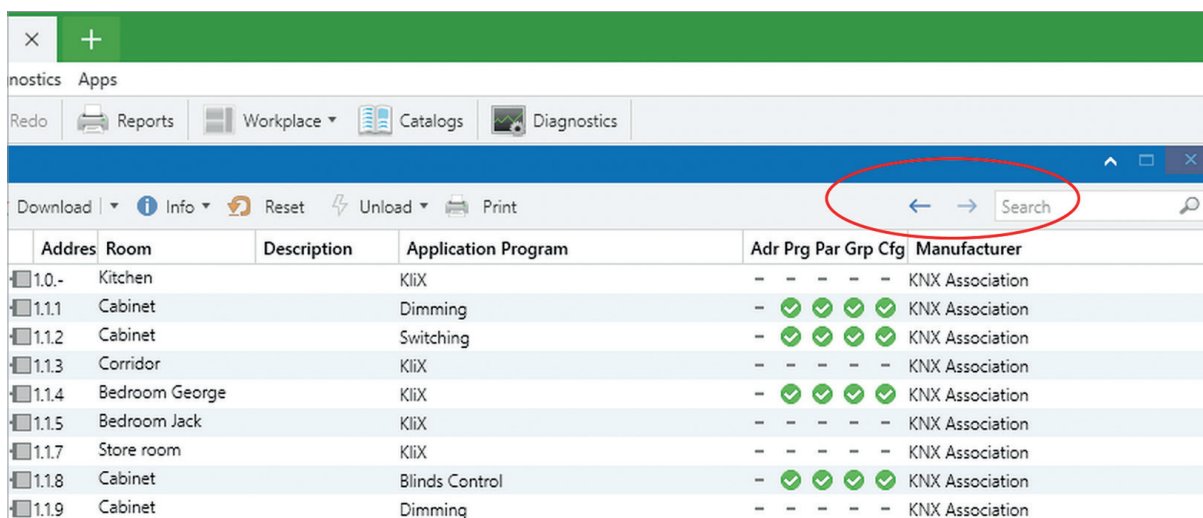 nostics Apps
Redo Reports Workplace Catalogs Diagnostics
Download Info Reset Unload Print Search
Addres Room Description Application Program Adr Prg Par Grp Cfg Manufacturer
1.0.- Kitchen KliX - - - - - KNX Association
1.1.1 Cabinet Dimming - KNX Association
1.1.2 Cabinet Switching - KNX Association
1.1.3 Corridor KliX - - - - - KNX Association
1.1.4 Bedroom George KliX - KNX Association
1.1.5 Bedroom Jack KliX - - - - - KNX Association
1.1.7 Store room KliX - - - - - KNX Association
1.1.8 Cabinet Blinds Control - KNX Association
1.1.9 Cabinet Dimming - - - - - KNX Association